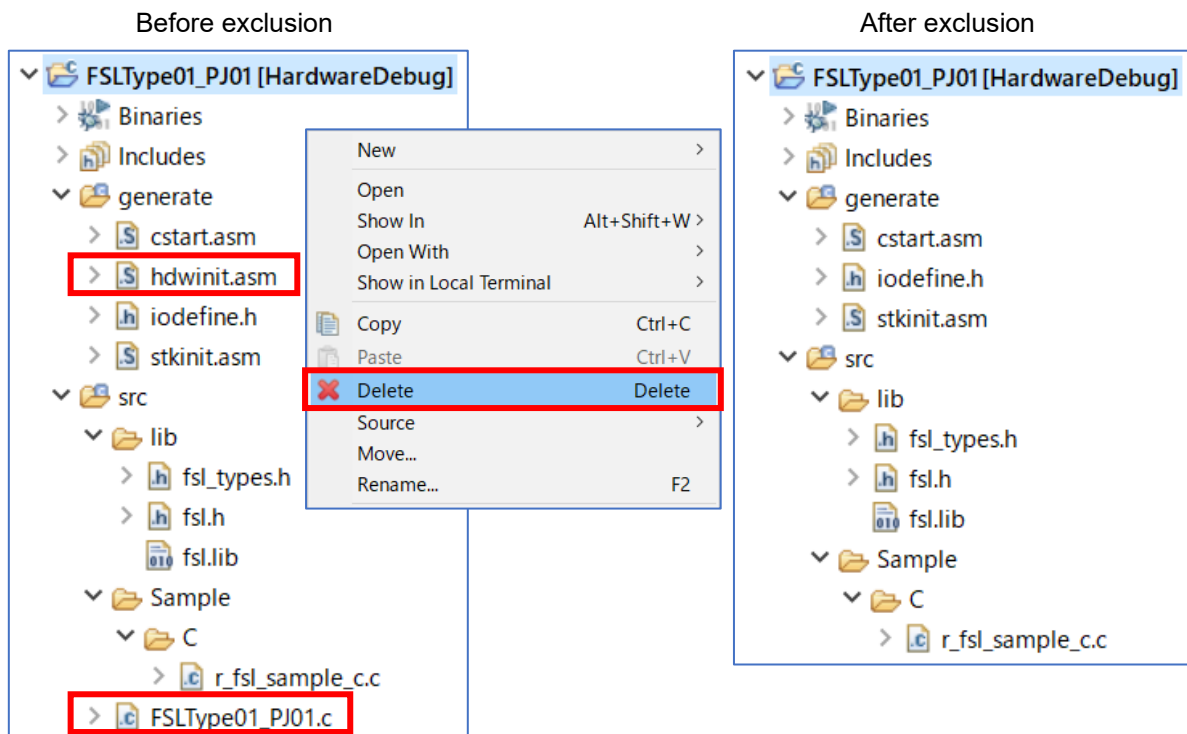 Before exclusion
FSLType01_PJ01 [HardwareDebug]
Binaries
Includes
generate
cstart.asm
hdwinit.asm
iodefine.h
stkinit.asm
src
lib
fsl_types.h
fsl.h
fsl.lib
Sample
C
r_fsl_sample_c.c
FSLType01_PJ01.c
New
Open
Show In Alt+Shift+W
Open With
Show in Local Terminal
Copy Ctrl+C
Paste Ctrl+V
Delete Delete
Source
Move...
Rename... F2
After exclusion
FSLType01_PJ01 [HardwareDebug]
Binaries
Includes
generate
cstart.asm
iodefine.h
stkinit.asm
src
lib
fsl_types.h
fsl.h
fsl.lib
Sample
C
r_fsl_sample_c.c